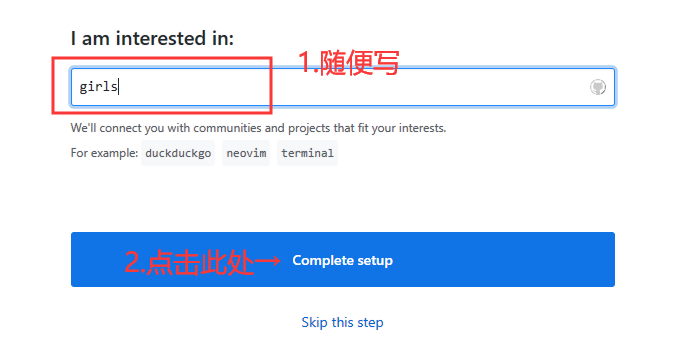 I am interested in:
1.随便写
girls
We'll connect you with communities and projects that fit your interests.
For example: duckduckgo neovim terminal
2.点击此处→ Complete setup
Skip this step